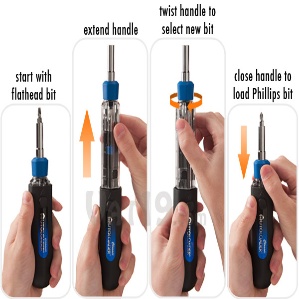 start with
flathead bit
extend handle
twist handle to
select new bit
close handle to
load Phillips bit